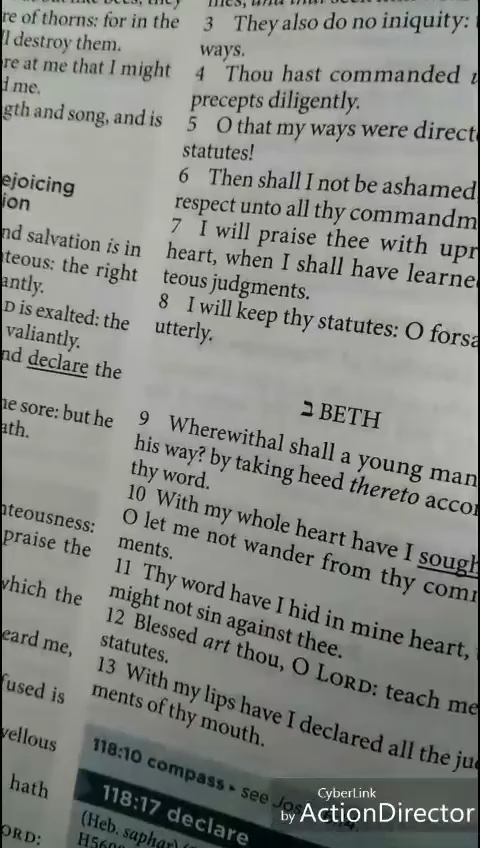 re of thorns: for in the
ll destroy them.
re at me that I might
d me.
gth and song, and is
ejoicing
ion
nd salvation is in
teous: the right
antly.
D is exalted: the
valiantly.
nd declare the
ne sore: but he
ath.
teousness:
praise the
which the
eard me,
fused is
vellous
hath
ORD:
3 They also do no iniquity:
ways.
4 Thou hast commanded
precepts diligently.
5 O that my ways were direct
statutes!
6 Then shall I not be ashamed
respect unto all thy commandm
7 I will praise thee with upr
heart, when I shall have learne
teous judgments.
8 I will keep thy statutes: O forsa
utterly.
ב BETH
9 Wherewithal shall a young man
his way? by taking heed thereto accor
thy word.
10 With my whole heart have I sough
O let me not wander from thy com
ments.
11 Thy word have I hid in mine heart,
might not sin against thee.
12 Blessed art thou, O LORD: teach me
statutes.
13 With my lips have I declared all the ju
ments of thy mouth.
118:10 compass • see Jos
118:17 declare
(Heb. saphar)
CyberLink
by ActionDirector